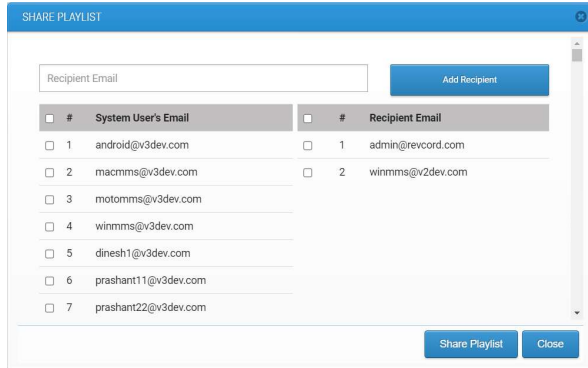 SHARE PLAYLIST
Recipient Email
Add Recipient
# System User's Email # Recipient Email
1 android@v3dev.com 1 admin@revcord.com
2 macmms@v3dev.com 2 winmms@v2dev.com
3 motomms@v3dev.com
4 winmms@v3dev.com
5 dinesh1@v3dev.com
6 prashant11@v3dev.com
7 prashant22@v3dev.com
Share Playlist Close